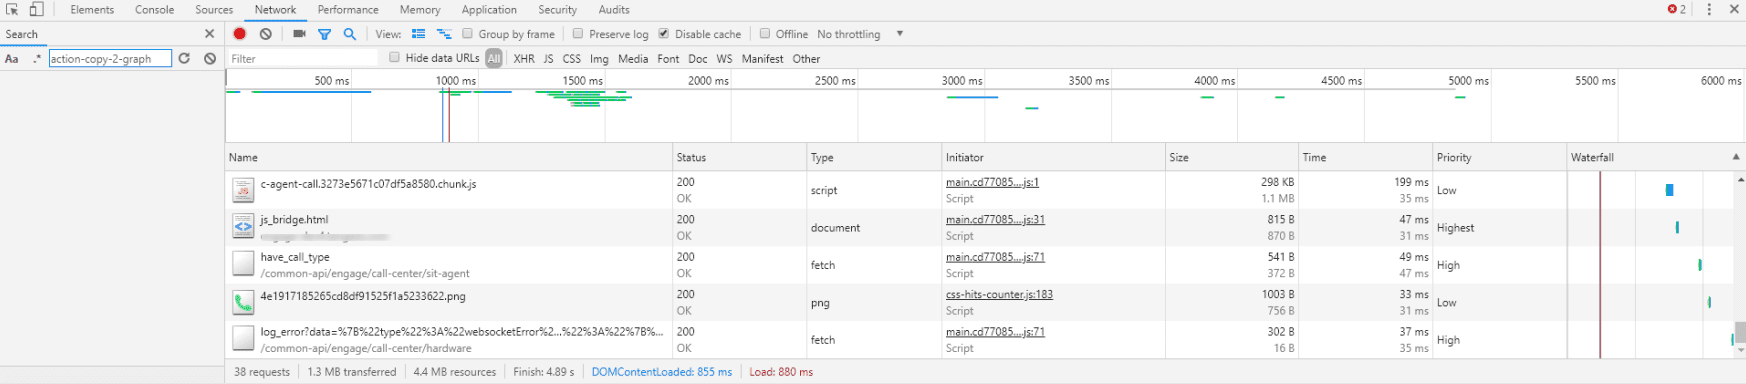 Elements Console Sources Network Performance Memory Application Security Audits 2
Search
View: Group by frame Preserve log Disable cache Offline No throttling
Aa .* action-copy-2-graph
Filter Hide data URLs All XHR JS CSS Img Media Font Doc WS Manifest Other
500 ms 1000 ms 1500 ms 2000 ms 2500 ms 3000 ms 3500 ms 4000 ms 4500 ms 5000 ms 5500 ms 6000 ms
Name Status Type Initiator Size Time Priority Waterfall
c-agent-call.3273e5671c07df5a8580.chunk.js 200 OK script main.cd77085....js:1 Script 298 KB 1.1 MB 199 ms 35 ms Low
js_bridge.html 200 OK document main.cd77085....js:31 Script 815 B 870 B 47 ms 31 ms Highest
have_call_type /common-api/engage/call-center/sit-agent 200 OK fetch main.cd77085....js:71 Script 541 B 372 B 49 ms 47 ms High
4e1917185265cd8df91525f1a5233622.png 200 OK png css-hits-counter.js:183 Script 1003 B 756 B 33 ms 31 ms Low
log_error?data=%7B%22type%22%3A%22websocketError%2...%22%3A%22%7B%... /common-api/engage/call-center/hardware 200 OK fetch main.cd77085....js:71 Script 302 B 16 B 37 ms 35 ms High
38 requests 1.3 MB transferred 4.4 MB resources Finish: 4.89 s DOMContentLoaded: 855 ms Load: 880 ms